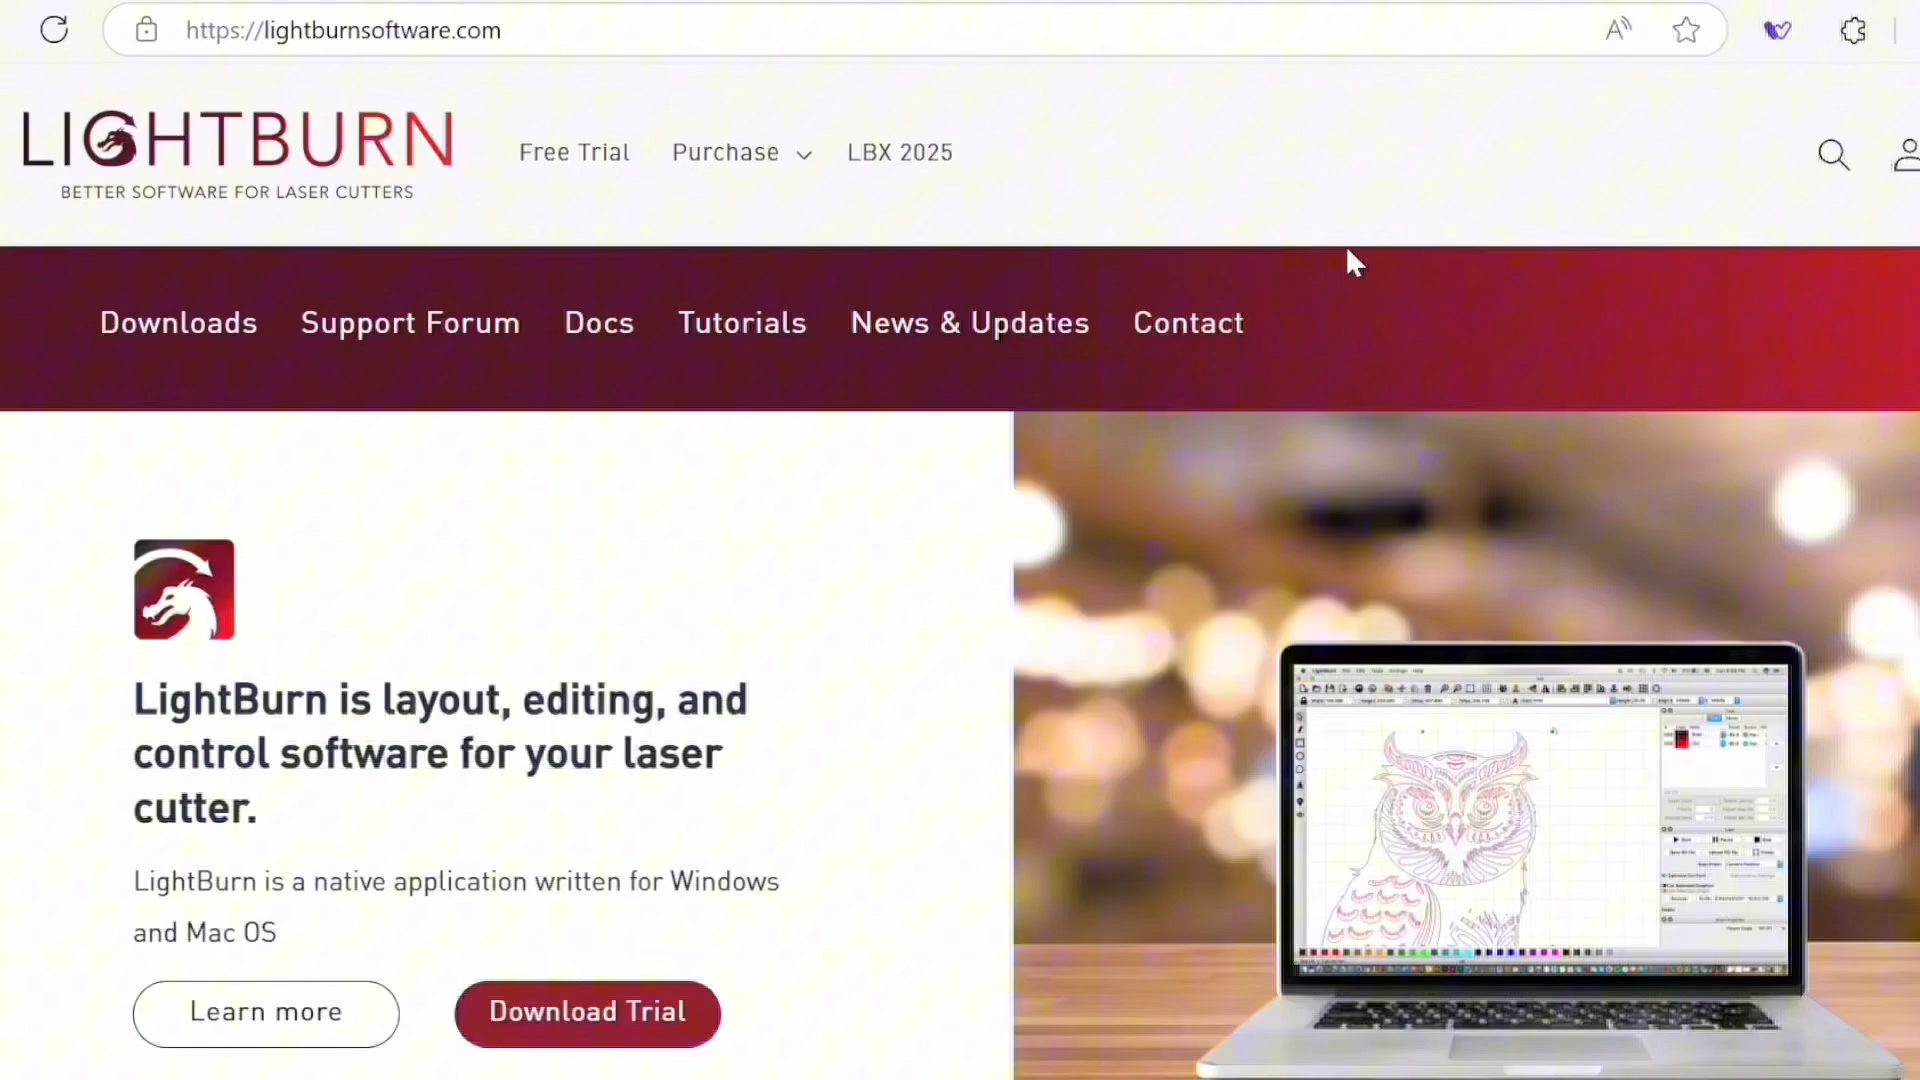 https://lightburnsoftware.com
LIGHTBURN
BETTER SOFTWARE FOR LASER CUTTERS
Free Trial
Purchase
LBX 2025
Downloads
Support Forum
Docs
Tutorials
News & Updates
Contact
LightBurn is layout, editing, and
control software for your laser
cutter.
LightBurn is a native application written for Windows
and Mac OS
Learn more
Download Trial